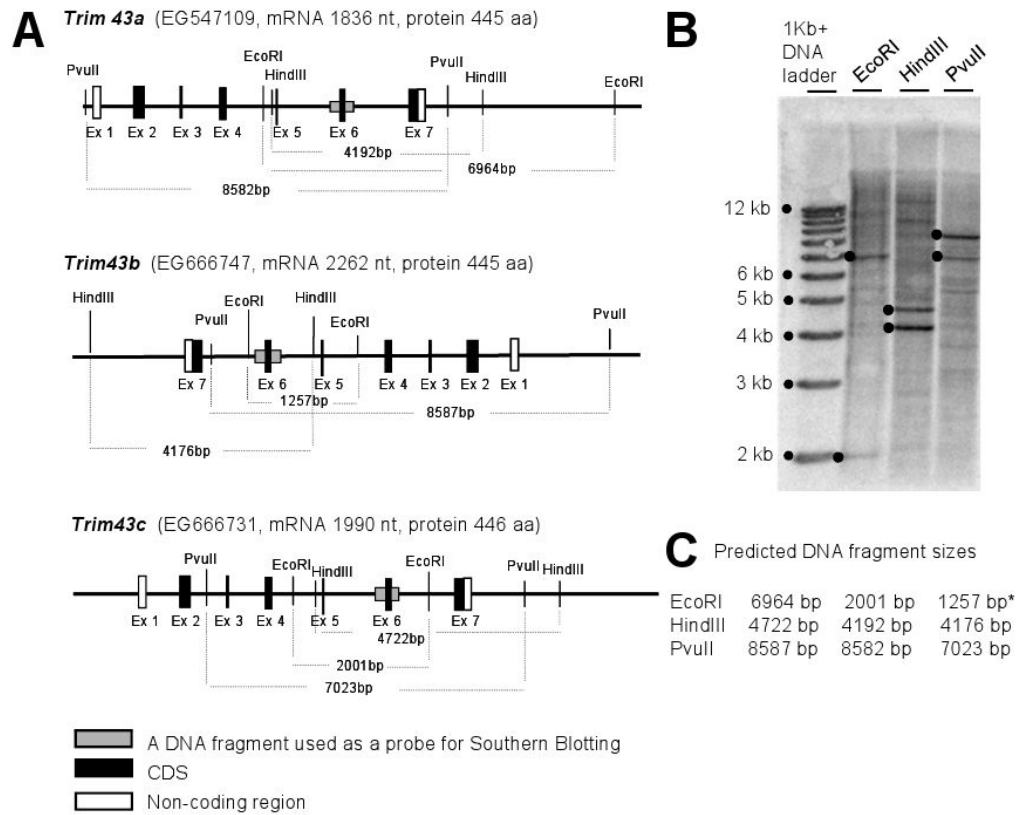 A
Trim 43a (EG547109, mRNA 1836 nt, protein 445 aa)
PvuII EcoRI HindIII PvuII HindIII EcoRI
Ex 1 Ex 2 Ex 3 Ex 4 Ex 5 Ex 6 Ex 7
4192bp
6964bp
8582bp
Trim43b (EG666747, mRNA 2262 nt, protein 445 aa)
HindIII PvuII EcoRI HindIII EcoRI PvuII
Ex 7 Ex 6 Ex 5 Ex 4 Ex 3 Ex 2 Ex 1
1257bp
8587bp
4176bp
Trim43c (EG666731, mRNA 1990 nt, protein 446 aa)
PvuII EcoRI HindIII EcoRI PvuII HindIII
Ex 1 Ex 2 Ex 3 Ex 4 Ex 5 Ex 6 Ex 7
4722bp
2001bp
7023bp
A DNA fragment used as a probe for Southern Blotting
CDS
Non-coding region
B
1Kb+
DNA
ladder
EcoRI
HindIII
PvuII
12 kb
6 kb
5 kb
4 kb
3 kb
2 kb
C Predicted DNA fragment sizes
EcoRI 6964 bp 2001 bp 1257 bp*
HindIII 4722 bp 4192 bp 4176 bp
PvuII 8587 bp 8582 bp 7023 bp